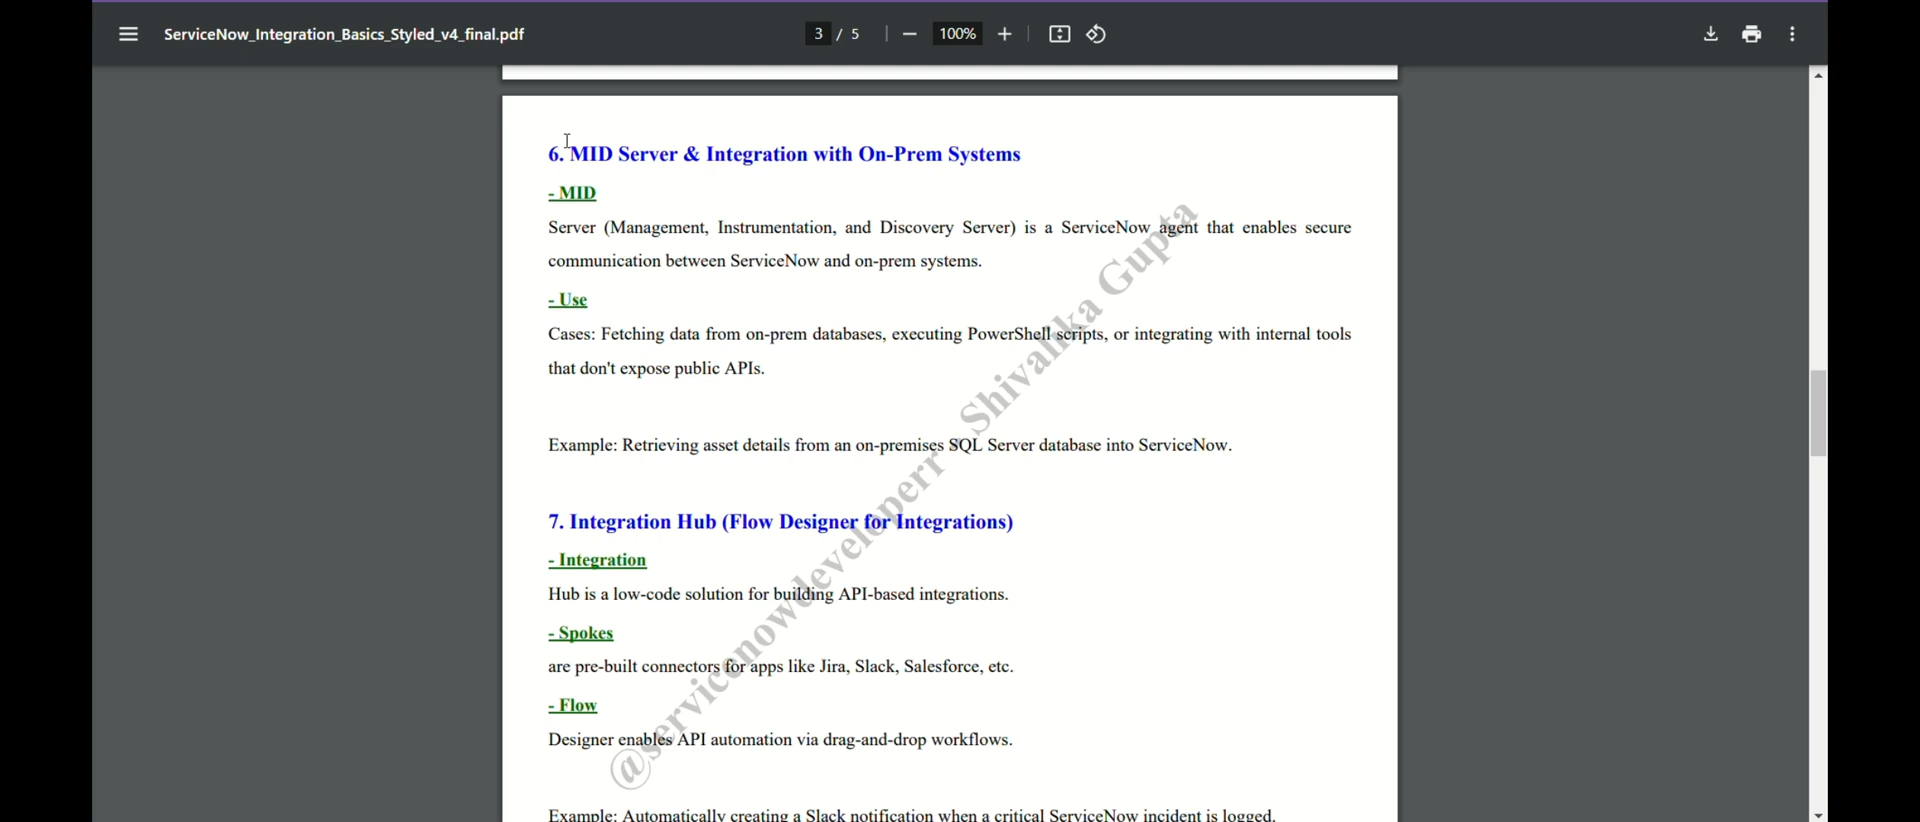 ServiceNow_Integration_Basics_Styled_v4_final.pdf
3 / 5
100%
6. MID Server & Integration with On-Prem Systems
- MID
Server (Management, Instrumentation, and Discovery Server) is a ServiceNow agent that enables secure
communication between ServiceNow and on-prem systems.
- Use
Cases: Fetching data from on-prem databases, executing PowerShell scripts, or integrating with internal tools
that don't expose public APIs.
Example: Retrieving asset details from an on-premises SQL Server database into ServiceNow.
7. Integration Hub (Flow Designer for Integrations)
- Integration
Hub is a low-code solution for building API-based integrations.
- Spokes
are pre-built connectors for apps like Jira, Slack, Salesforce, etc.
- Flow
Designer enables API automation via drag-and-drop workflows.
Example: Automatically creating a Slack notification when a critical ServiceNow incident is logged.
@servicenowdeveloperr - Shivalika Gupta